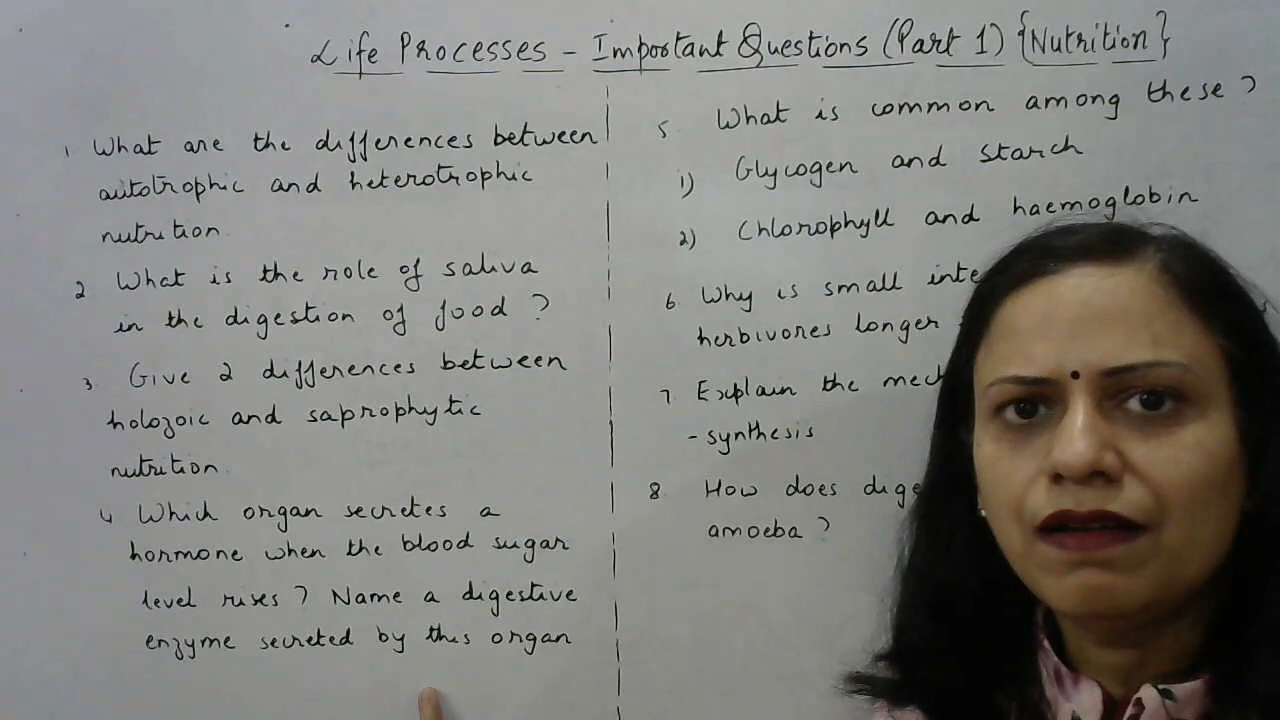 Life Processes - Important Questions (Part 1) {Nutrition}
1 What are the differences between
autotrophic and heterotrophic
nutrition
2 What is the role of saliva
in the digestion of food ?
3. Give 2 differences between
holozoic and saprophytic
nutrition
4 Which organ secretes a
hormone when the blood sugar
level rises ? Name a digestive
enzyme secreted by this organ
5 What is common among these ?
1) Glycogen and starch
2) Chlorophyll and haemoglobin
6 Why is small
herbivores longer
7 Explain the
- synthesis
8 How does
amoeba ?